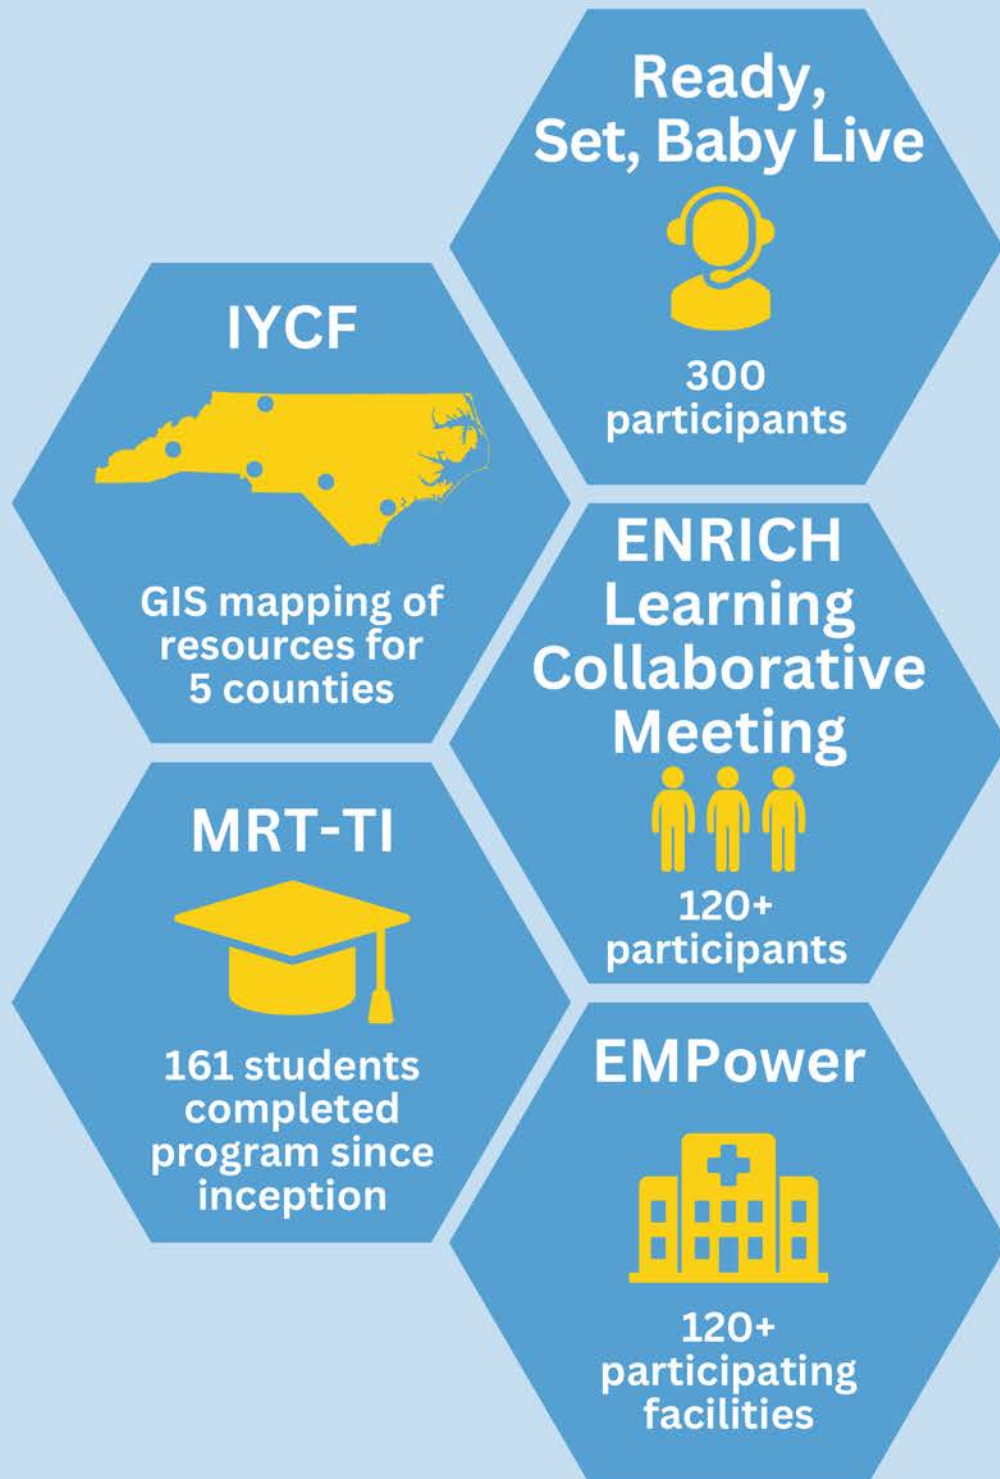 Ready,
Set, Baby Live
300
participants
IYCF
GIS mapping of
resources for
5 counties
ENRICH
Learning
Collaborative
Meeting
120+
participants
MRT-TI
161 students
completed
program since
inception
EMPower
120+
participating
facilities